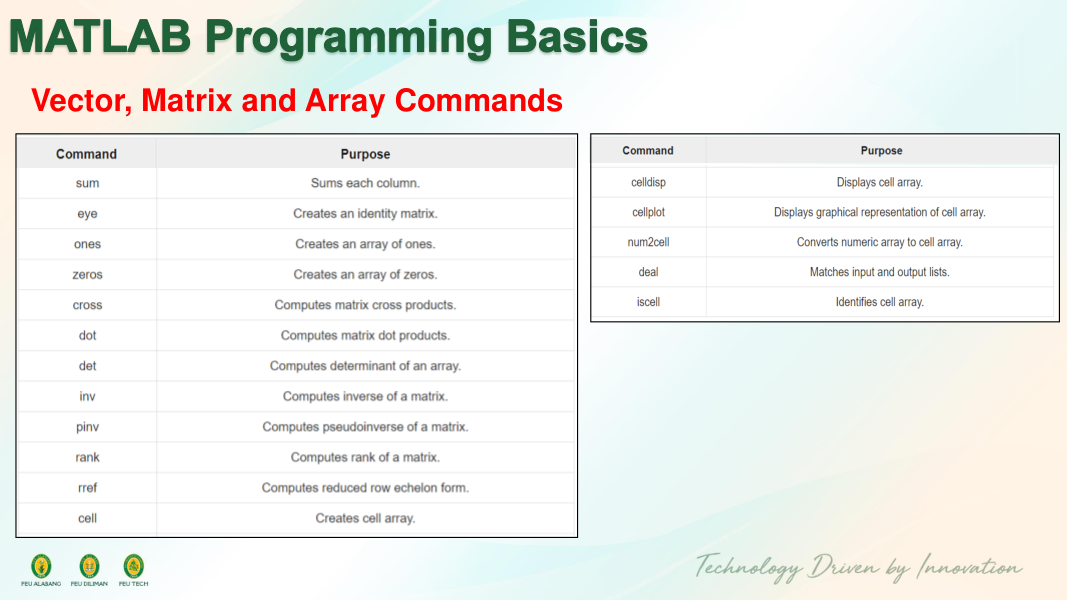 MATLAB Programming Basics
Vector, Matrix and Array Commands
Command Purpose
sum Sums each column.
eye Creates an identity matrix.
ones Creates an array of ones.
zeros Creates an array of zeros.
cross Computes matrix cross products.
dot Computes matrix dot products.
det Computes determinant of an array.
inv Computes inverse of a matrix.
pinv Computes pseudoinverse of a matrix.
rank Computes rank of a matrix.
rref Computes reduced row echelon form.
cell Creates cell array.
Command Purpose
celldisp Displays cell array.
cellplot Displays graphical representation of cell array.
num2cell Converts numeric array to cell array.
deal Matches input and output lists.
iscell Identifies cell array.
FEU ALABANG FEU DILIMAN FEU TECH
Technology Driven by Innovation